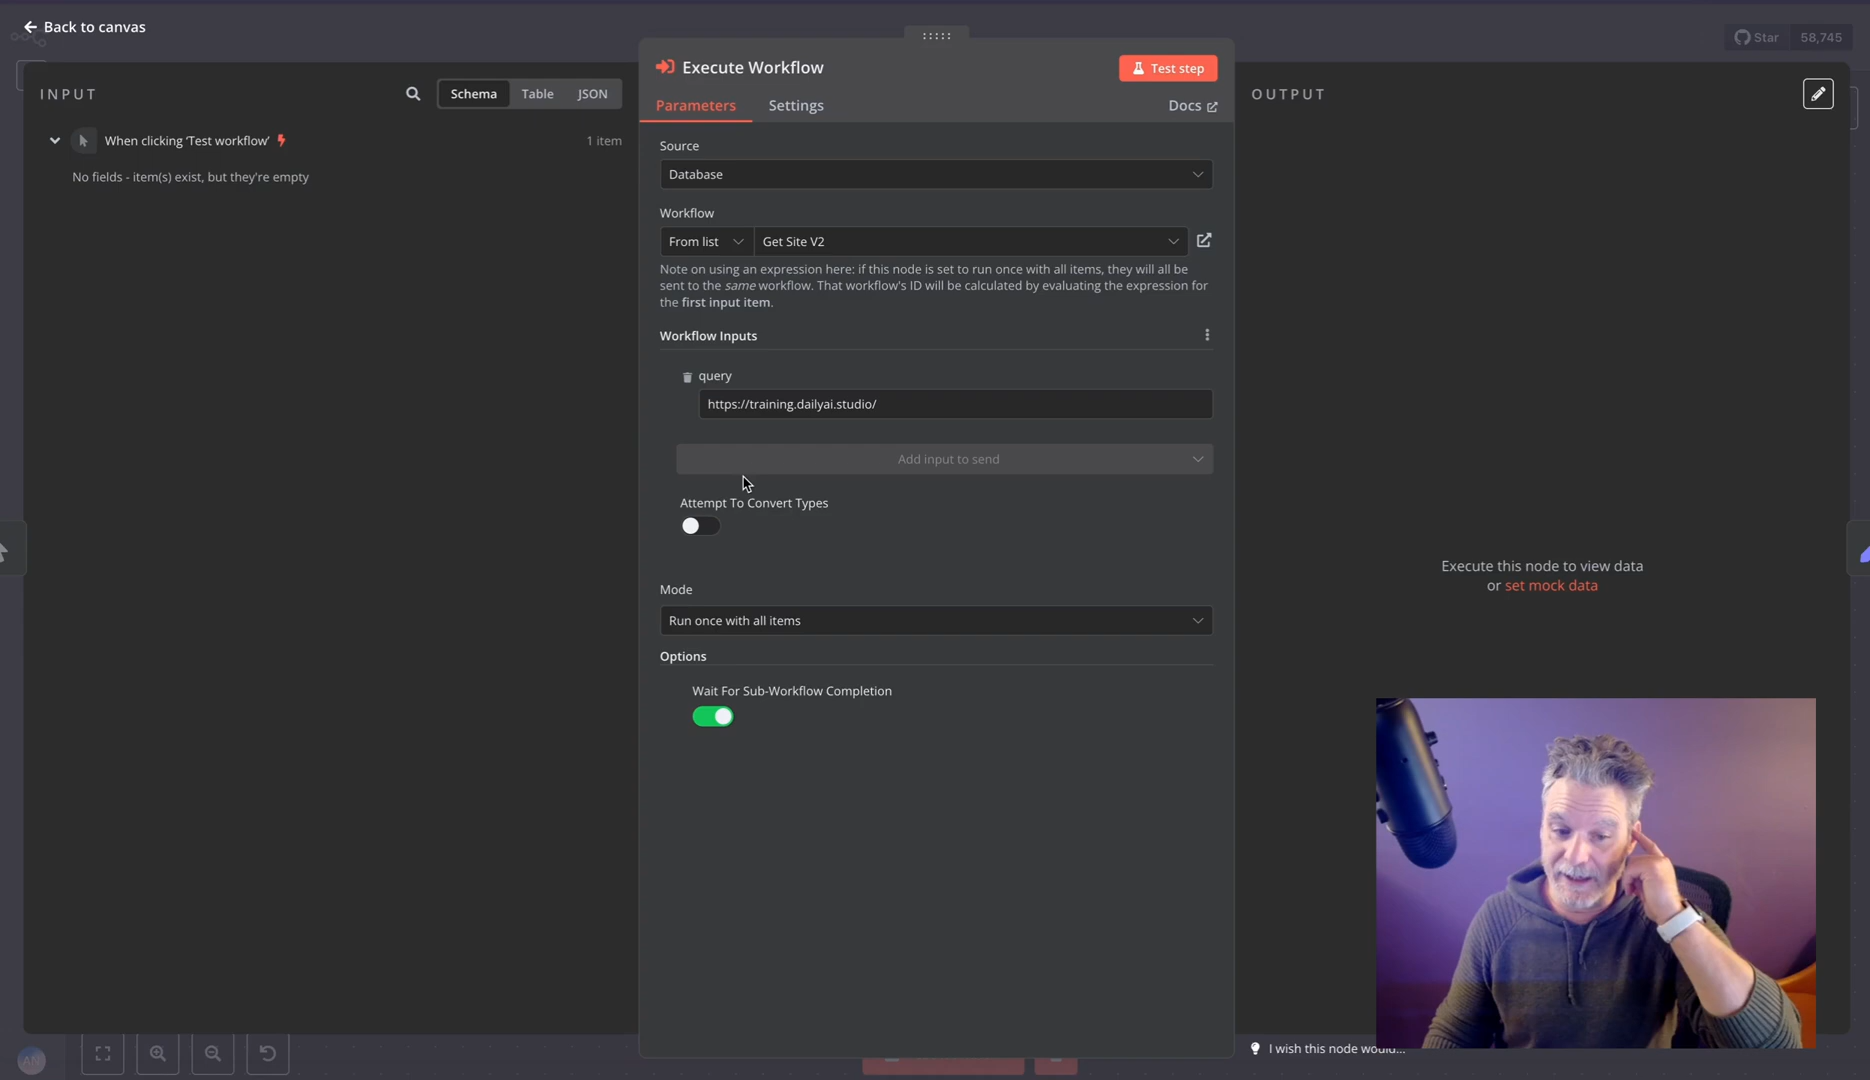 Back to canvas
Star 58,745
INPUT
Schema Table JSON
When clicking ‘Test workflow’ 1 item
No fields - item(s) exist, but they're empty
Execute Workflow
Test step
Parameters Settings Docs
Source
Database
Workflow
From list Get Site V2
Note on using an expression here: if this node is set to run once with all items, they will all be
sent to the same workflow. That workflow's ID will be calculated by evaluating the expression for
the first input item.
Workflow Inputs
query
https://training.dailyai.studio/
Add input to send
Attempt To Convert Types
Mode
Run once with all items
Options
Wait For Sub-Workflow Completion
OUTPUT
Execute this node to view data
or set mock data
I wish this node would...
AN